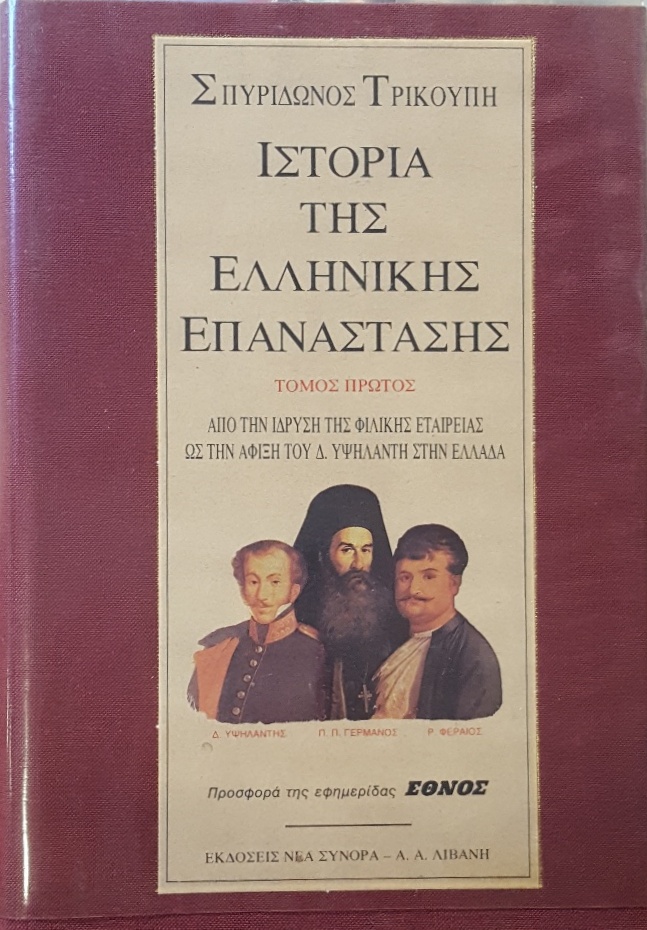 ΣΠΥΡΙΔΩΝΟΣ ΤΡΙΚΟΥΠΗ
ΙΣΤΟΡΙΑ
ΤΗΣ
ΕΛΛΗΝΙΚΗΣ
ΕΠΑΝΑΣΤΑΣΗΣ
ΤΟΜΟΣ ΠΡΩΤΟΣ
ΑΠΟ ΤΗΝ ΙΔΡΥΣΗ ΤΗΣ ΦΙΛΙΚΗΣ ΕΤΑΙΡΕΙΑΣ
ΩΣ ΤΗΝ ΑΦΙΞΗ ΤΟΥ Δ. ΥΨΗΛΑΝΤΗ ΣΤΗΝ ΕΛΛΑΔΑ
Δ. ΥΨΗΛΑΝΤΗΣ Π. Π. ΓΕΡΜΑΝΟΣ Ρ. ΦΕΡΑΙΟΣ
Προσφορά της εφημερίδας ΕΘΝΟΣ
ΕΚΔΟΣΕΙΣ ΝΕΑ ΣΥΝΟΡΑ – Α. Α. ΛΙΒΑΝΗ